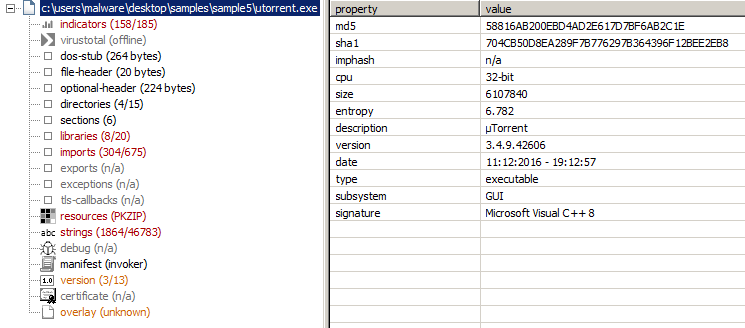 c:\users\malware\desktop\samples\sample5\utorrent.exe
indicators (158/185)
virustotal (offline)
dos-stub (264 bytes)
file-header (20 bytes)
optional-header (224 bytes)
directories (4/15)
sections (6)
libraries (8/20)
imports (304/675)
exports (n/a)
exceptions (n/a)
tls-callbacks (n/a)
resources (PKZIP)
abc strings (1864/46783)
debug (n/a)
manifest (invoker)
1.0 version (3/13)
certificate (n/a)
overlay (unknown)
property value
md5 58816AB200EBD4AD2E617D7BF6AB2C1E
sha1 704CB50D8EA289F7B776297B364396F12BEE2EB8
imphash n/a
cpu 32-bit
size 6107840
entropy 6.782
description µTorrent
version 3.4.9.42606
date 11:12:2016 - 19:12:57
type executable
subsystem GUI
signature Microsoft Visual C++ 8